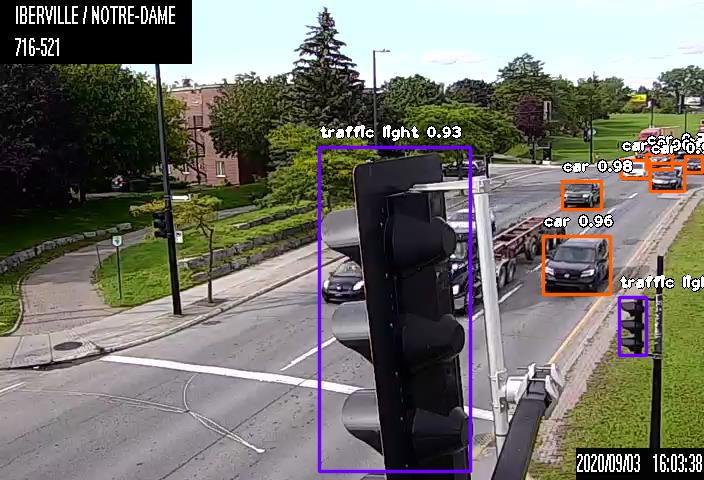 IBERVILLE / NOTRE-DAME
716-521
traffic light 0.93
car 0.98
car 0.96
2020/09/03 16:03:38